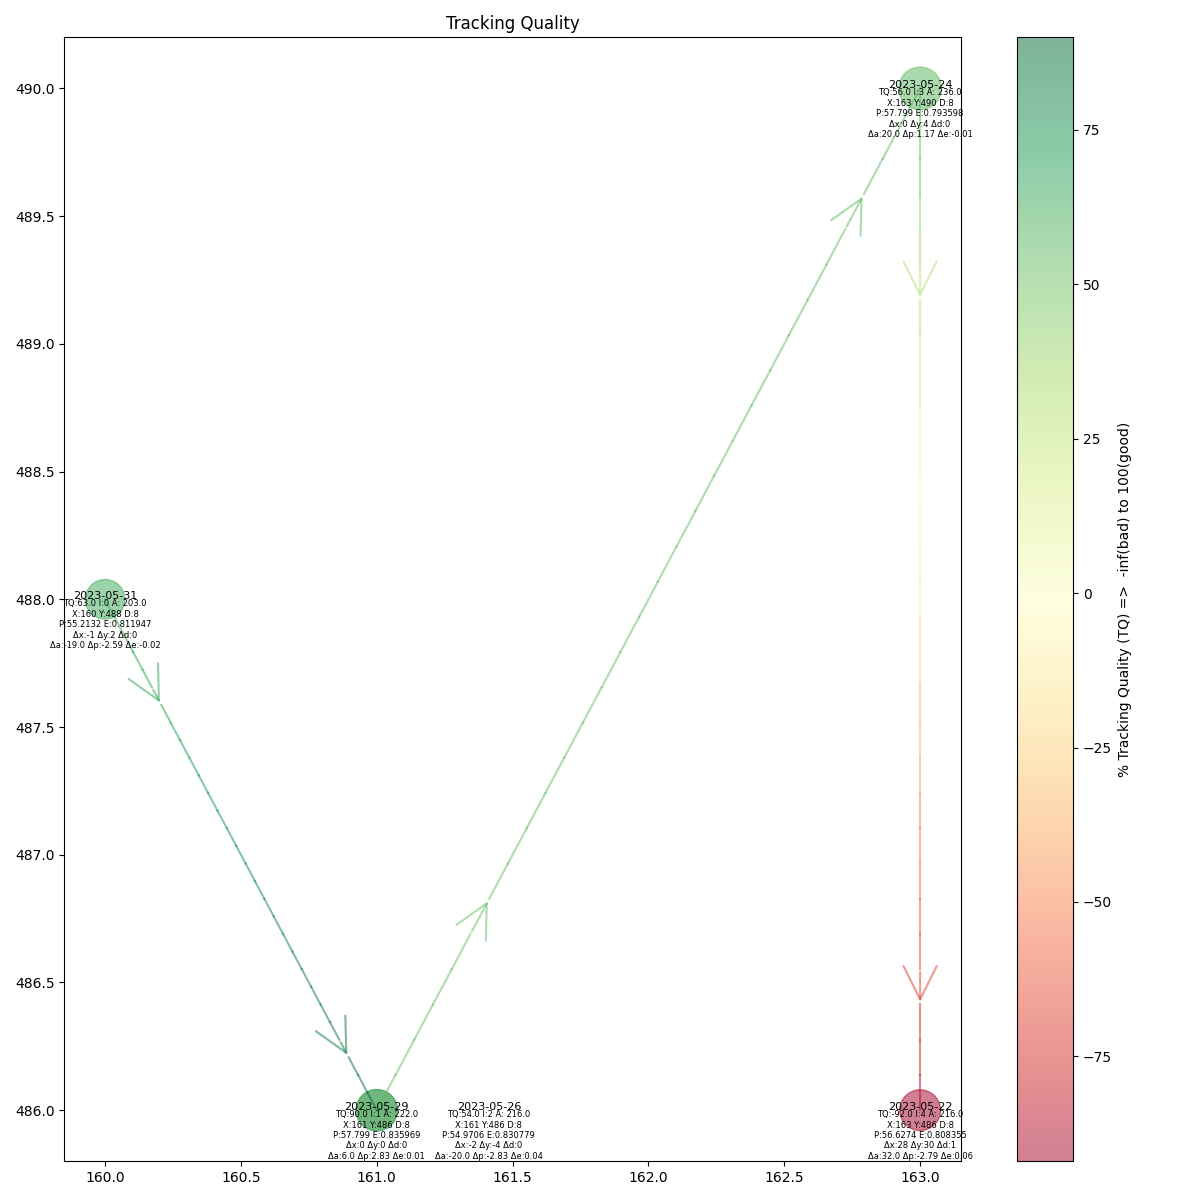 Tracking Quality
490.0
489.5
489.0
488.5
488.0
487.5
487.0
486.5
486.0
160.0
160.5
161.0
161.5
162.0
162.5
163.0
2023-05-24
TQ:56.0 I:3 A: 236.0
X:163 Y:490 D:8
P:57.799 E:0.793598
Δx:0 Δy:4 Δd:0
Δa:20.0 Δp:1.17 Δe:-0.01
2023-05-31
TQ:63.0 I:0 A: 203.0
X:160 Y:488 D:8
P:55.2132 E:0.811947
Δx:-1 Δy:2 Δd:0
Δa:-19.0 Δp:-2.59 Δe:-0.02
2023-05-29
TQ:90.0 I:1 A: 222.0
X:161 Y:486 D:8
P:57.799 E:0.835969
Δx:0 Δy:0 Δd:0
Δa:6.0 Δp:2.83 Δe:0.01
2023-05-26
TQ:54.0 I:2 A: 216.0
X:161 Y:486 D:8
P:54.9706 E:0.830779
Δx:-2 Δy:-4 Δd:0
Δa:-20.0 Δp:-2.83 Δe:0.04
2023-05-22
TQ:-92.0 I:4 A: 216.0
X:163 Y:486 D:8
P:56.6274 E:0.808355
Δx:28 Δy:30 Δd:1
Δa:32.0 Δp:-2.79 Δe:0.06
75
50
25
0
−25
−50
−75
% Tracking Quality (TQ) => -inf(bad) to 100(good)